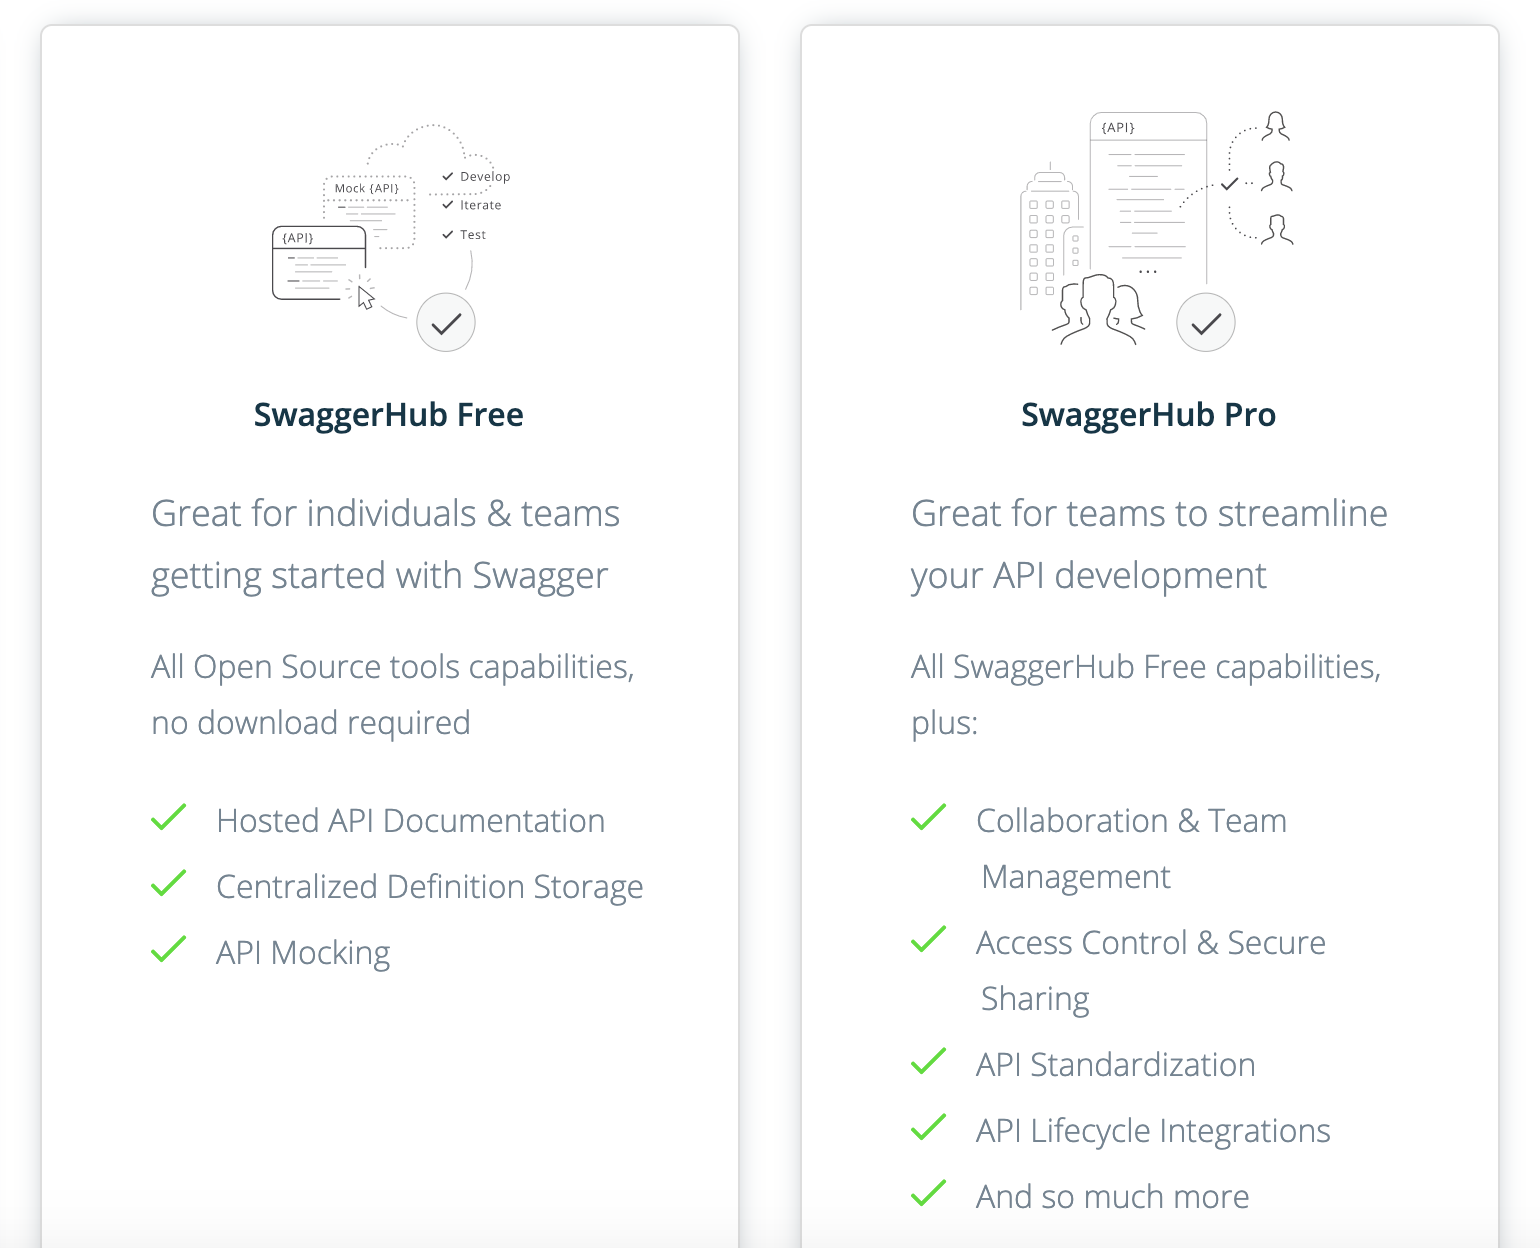 Mock {API}
{API}
Develop
Iterate
Test
SwaggerHub Free
Great for individuals & teams
getting started with Swagger
All Open Source tools capabilities,
no download required
Hosted API Documentation
Centralized Definition Storage
API Mocking
{API}
SwaggerHub Pro
Great for teams to streamline
your API development
All SwaggerHub Free capabilities,
plus:
Collaboration & Team
Management
Access Control & Secure
Sharing
API Standardization
API Lifecycle Integrations
And so much more